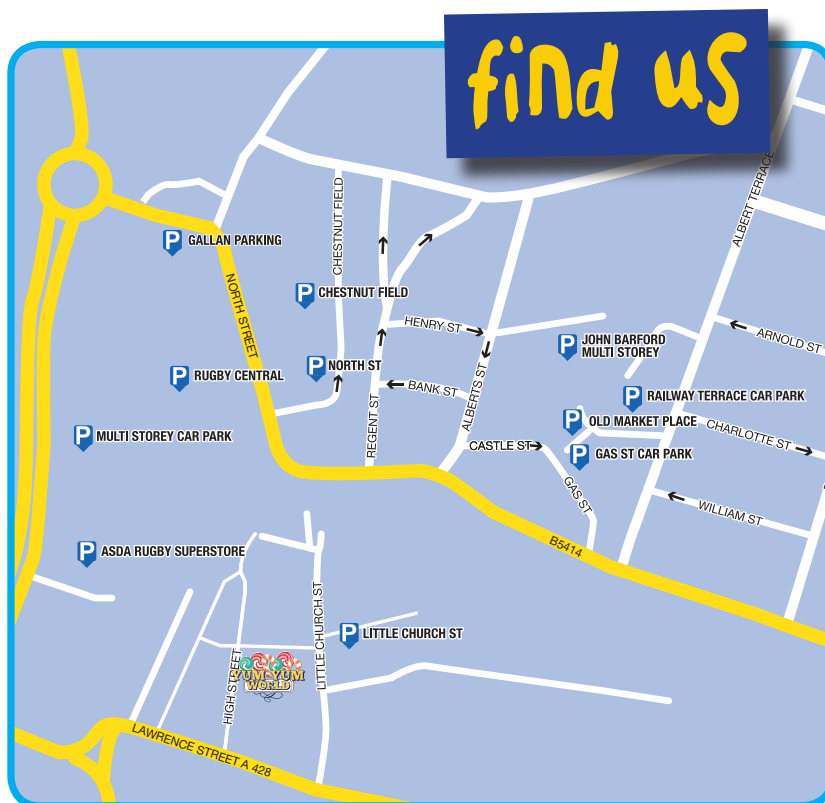 find us
ALBERT TERRACE
CHESTNUT FIELD
GALLAN PARKING
NORTH STREET
CHESTNUT FIELD
HENRY ST
ARNOLD ST
JOHN BARFORD
MULTI STOREY
NORTH ST
RUGBY CENTRAL
BANK ST
ALBERTS ST
REGENT ST
RAILWAY TERRACE CAR PARK
OLD MARKET PLACE
CHARLOTTE ST
MULTI STOREY CAR PARK
CASTLE ST
GAS ST CAR PARK
GAS ST
WILLIAM ST
B5414
ASDA RUGBY SUPERSTORE
LITTLE CHURCH ST
LITTLE CHURCH ST
HIGH STREET
YUM YUM
WORLD
LAWRENCE STREET A 428
P
P
P
P
P
P
P
P
P
P
P